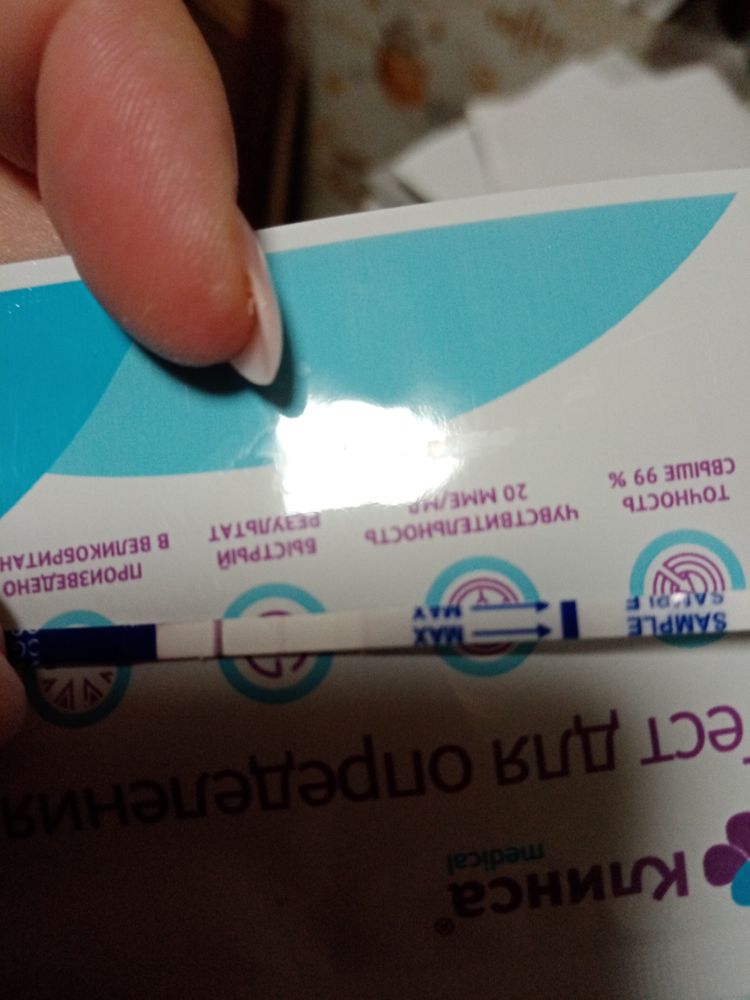 Клинса®
medical
Тест для определения
SAMPLE MAX
SAMPLE MAX
ТОЧНОСТЬ
СВЫШЕ 99 %
ЧУВСТВИТЕЛЬНОСТЬ
20 ММЕ/МЛ
БЫСТРЫЙ
РЕЗУЛЬТАТ
ПРОИЗВЕДЕНО
В ВЕЛИКОБРИТАН